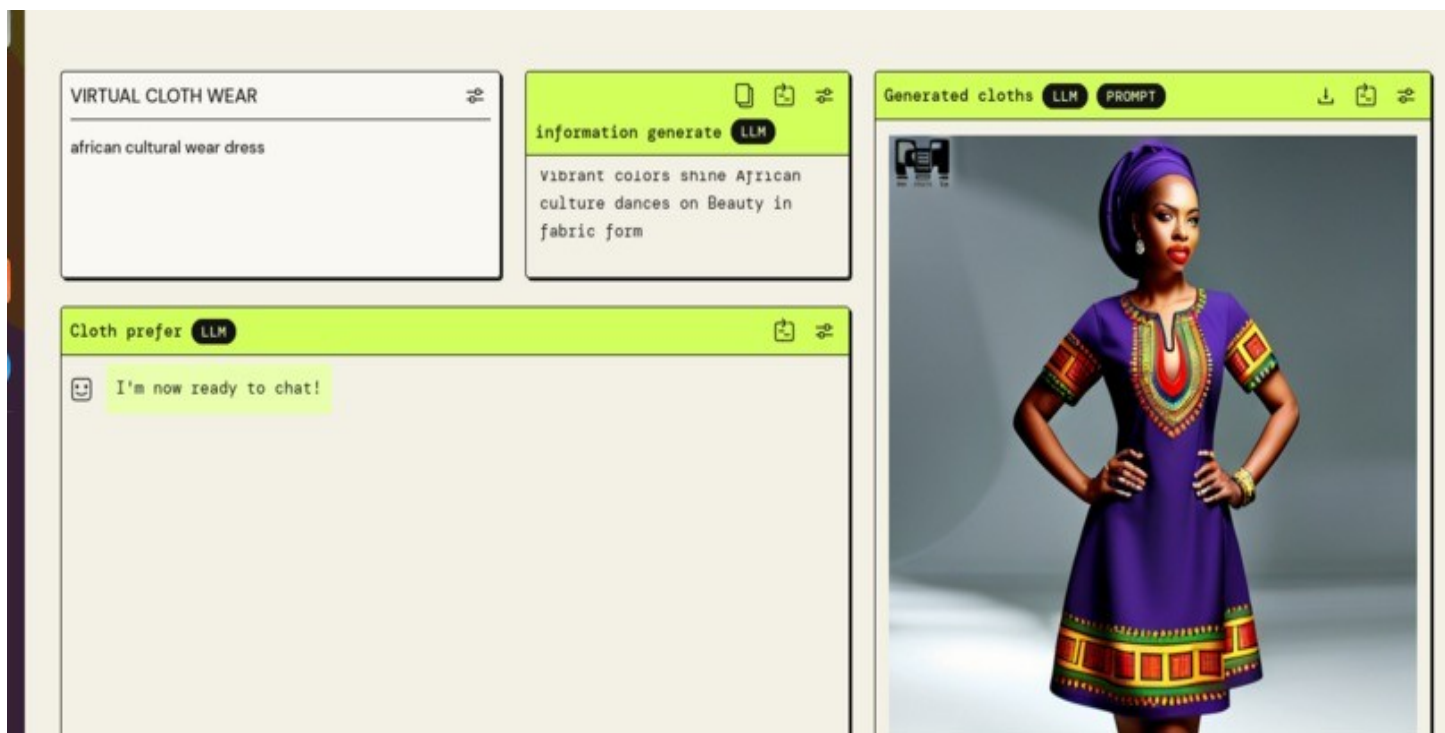 VIRTUAL CLOTH WEAR
african cultural wear dress
information generate LLM
Vibrant colors shine African
culture dances on Beauty in
fabric form
Generated cloths LLM PROMPT
Cloth prefer LLM
I'm now ready to chat!